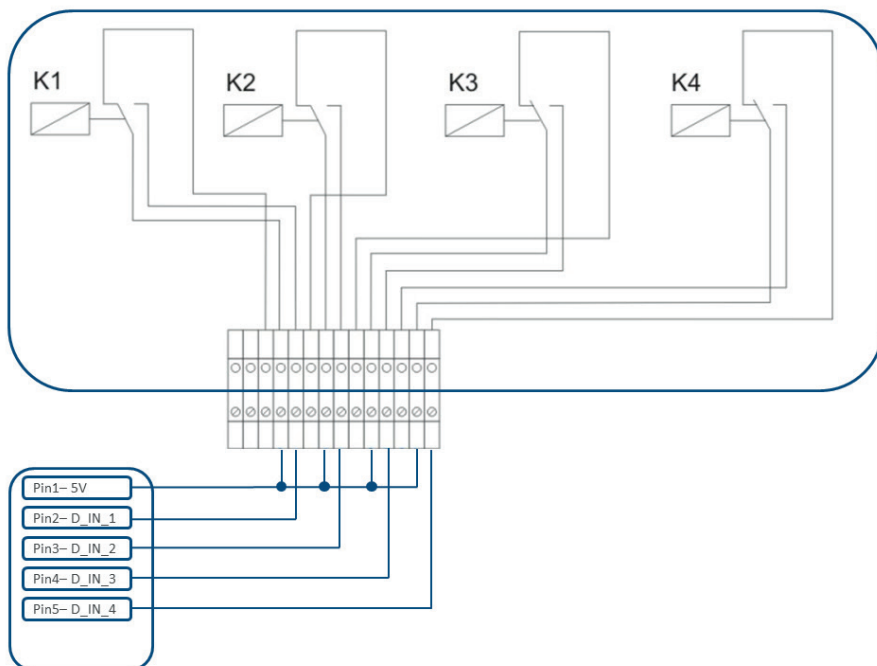 K1
K2
K3
K4
Pin1– 5V
Pin2– D_IN_1
Pin3– D_IN_2
Pin4– D_IN_3
Pin5– D_IN_4